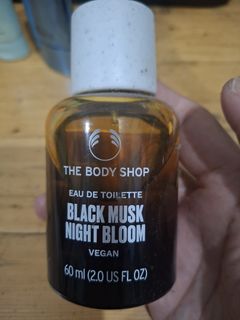 THE BODY SHOP
EAU DE TOILETTE
BLACK MUSK
NIGHT BLOOM
VEGAN
60 ml (2.0 US FL OZ)